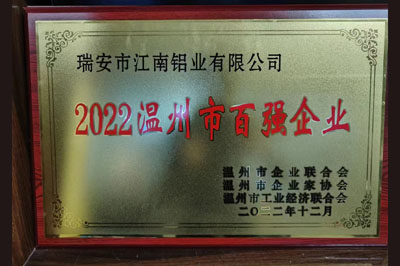 瑞安市江南铝业有限公司
2022温州市百强企业
温州市企业联合会
温州市企业家协会
温州市工业经济联合会
二〇二二年十二月